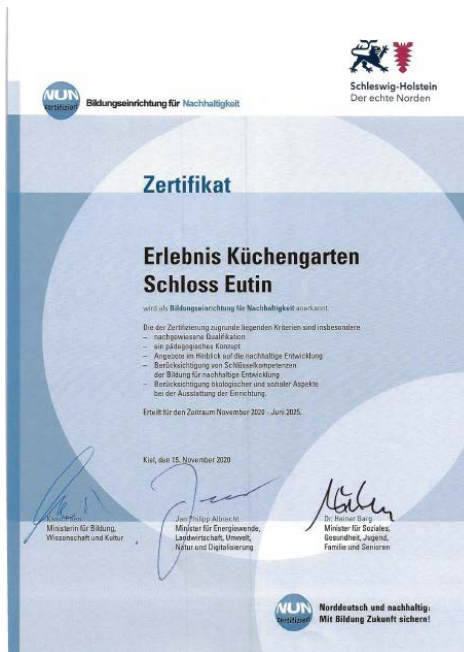 Schleswig-Holstein
Der echte Norden
NUN
zertifiziert
Bildungseinrichtung für Nachhaltigkeit
Zertifikat
Erlebnis Küchengarten
Schloss Eutin
wird als Bildungseinrichtung für Nachhaltigkeit anerkannt.
Die der Zertifizierung zugrunde liegenden Kriterien sind insbesondere
– nachgewiesene Qualifikation
– ein pädagogisches Konzept
– Angebote im Hinblick auf die nachhaltige Entwicklung
– Berücksichtigung von Schlüsselkompetenzen
der Bildung für nachhaltige Entwicklung
– Berücksichtigung ökologischer und sozialer Aspekte
bei der Ausstattung der Einrichtung.
Erteilt für den Zeitraum November 2020 - Juni 2025.
Kiel, den 15. November 2020
Ministerin für Bildung,
Wissenschaft und Kultur
Jan Philipp Albrecht
Minister für Energiewende,
Landwirtschaft, Umwelt,
Natur und Digitalisierung
Dr. Heiner Garg
Minister für Soziales,
Gesundheit, Jugend,
Familie und Senioren
NUN
zertifiziert
Norddeutsch und nachhaltig:
Mit Bildung Zukunft sichern!